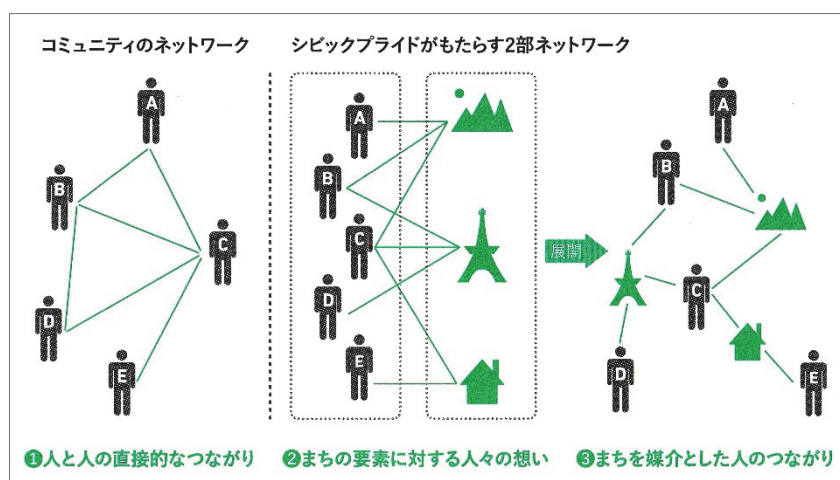 コミュニティのネットワーク
シビックプライドがもたらす2部ネットワーク
A
B
C
D
E
A
B
C
D
E
展開
A
B
C
D
E
❶人と人の直接的なつながり
❷まちの要素に対する人々の想い
❸まちを媒介とした人のつながり